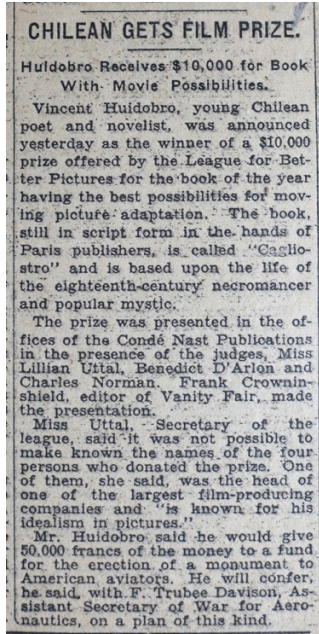 CHILEAN GETS FILM PRIZE.
Huidobro Receives $10,000 for Book
With Movie Possibilities.
Vincent Huidobro, young Chilean
poet and novelist, was announced
yesterday as the winner of a $10,000
prize offered by the League for Bet-
ter Pictures for the book of the year
having the best possibilities for mov-
ing picture adaptation. The book,
still in script form in the hands of
Paris publishers, is called "Caglio-
stro" and is based upon the life of
the eighteenth-century necromancer
and popular mystic.
The prize was presented in the of-
fices of the Condé Nast Publications
in the presence of the judges, Miss
Lillian Uttal, Benedict D'Arlon and
Charles Norman. Frank Crownin-
shield, editor of Vanity Fair, made
the presentation.
Miss Uttal, Secretary of the
league, said it was not possible to
make known the names of the four
persons who donated the prize. One
of them, she said, was the head of
one of the largest film-producing
companies and "is known for his
idealism in pictures."
Mr. Huidobro said he would give
50,000 francs of the money to a fund
for the erection of a monument to
American aviators. He will confer,
he said, with F. Trubee Davison, As-
sistant Secretary of War for Aero-
nautics, on a plan of this kind.